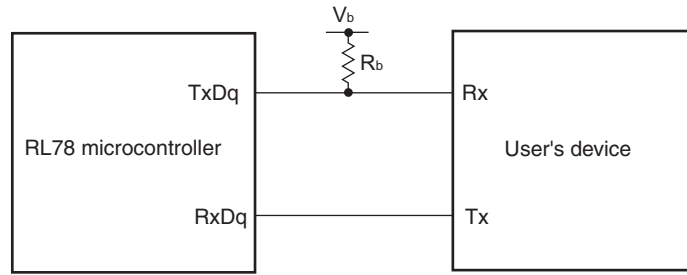 Vb
Rb
TxDq
Rx
RL78 microcontroller
User's device
RxDq
Tx